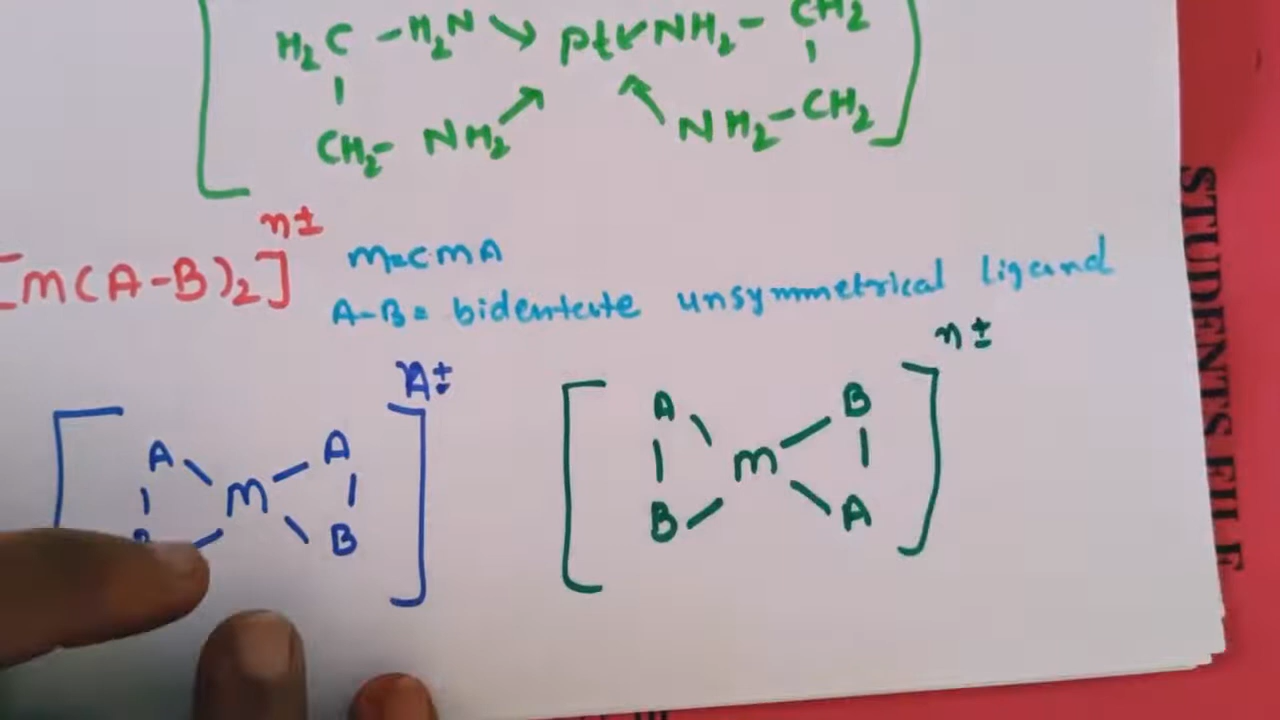 H₂C - H₂N → Pt ← NH₂ - CH₂
CH₂ - NH₂ NH₂ - CH₂
[m(A-B)₂]ⁿ± m=CMA
A-B = bidentate unsymmetrical Ligand
n± n±
A A A B
m m
B B A
STUDENTS FILE